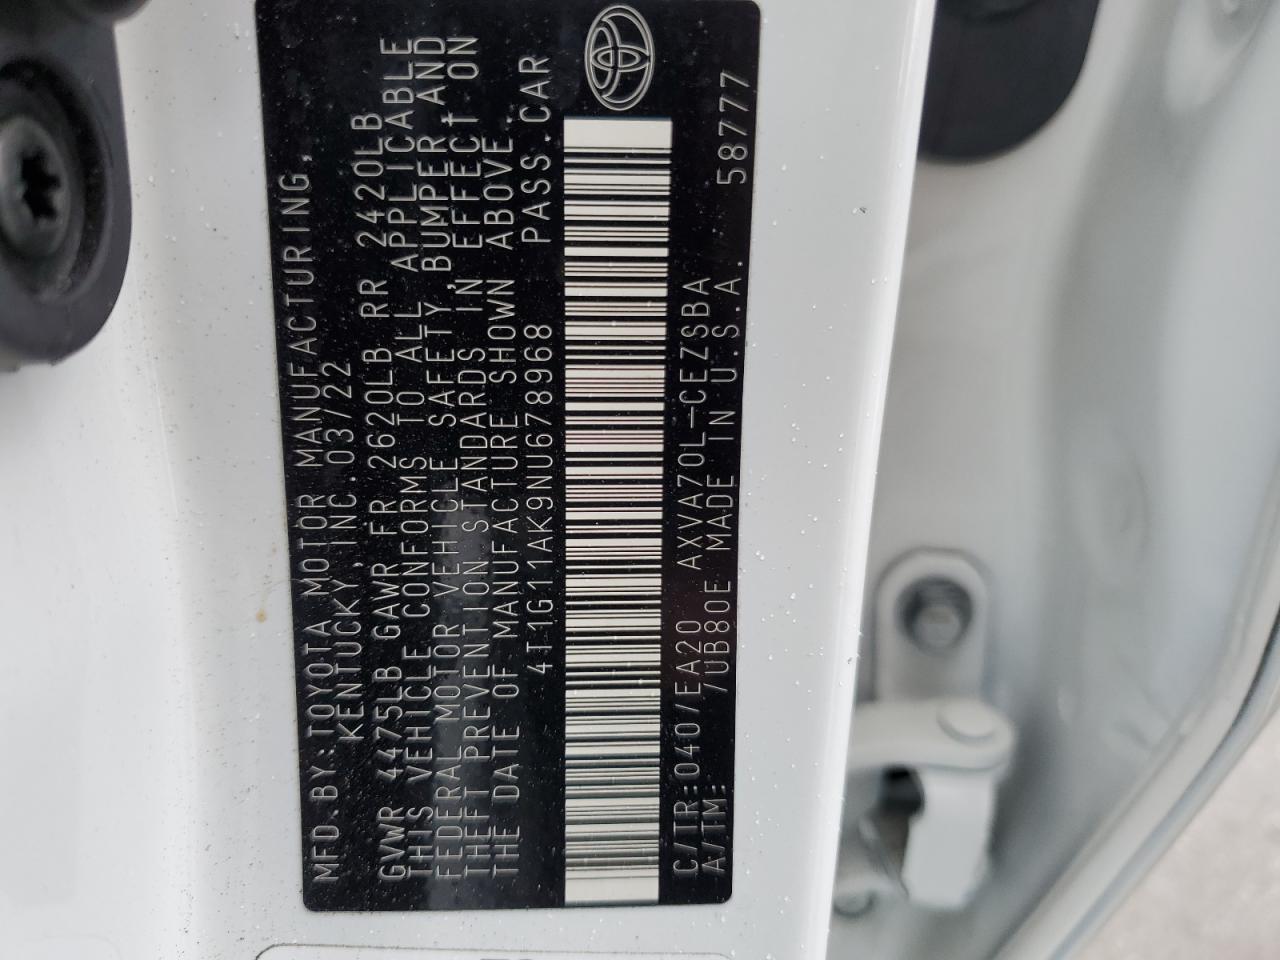 MFD.BY:TOYOTA MOTOR MANUFACTURING,
KENTUCKY,INC.03/22
GVWR 4475LB GAWR FR 2620LB RR 2420LB
THIS VEHICLE CONFORMS TO ALL APPLICABLE
FEDERAL MOTOR VEHICLE SAFETY,BUMPER AND
THEFT PREVENTION STANDARDS IN EFFECT ON
THE DATE OF MANUFACTURE SHOWN ABOVE.
4T1G11AK9NU678968 PASS.CAR
C/TR:040/EA20 AXVA70L-CEZSBA
A/TM: /UB80E MADE IN U.S.A. 58777